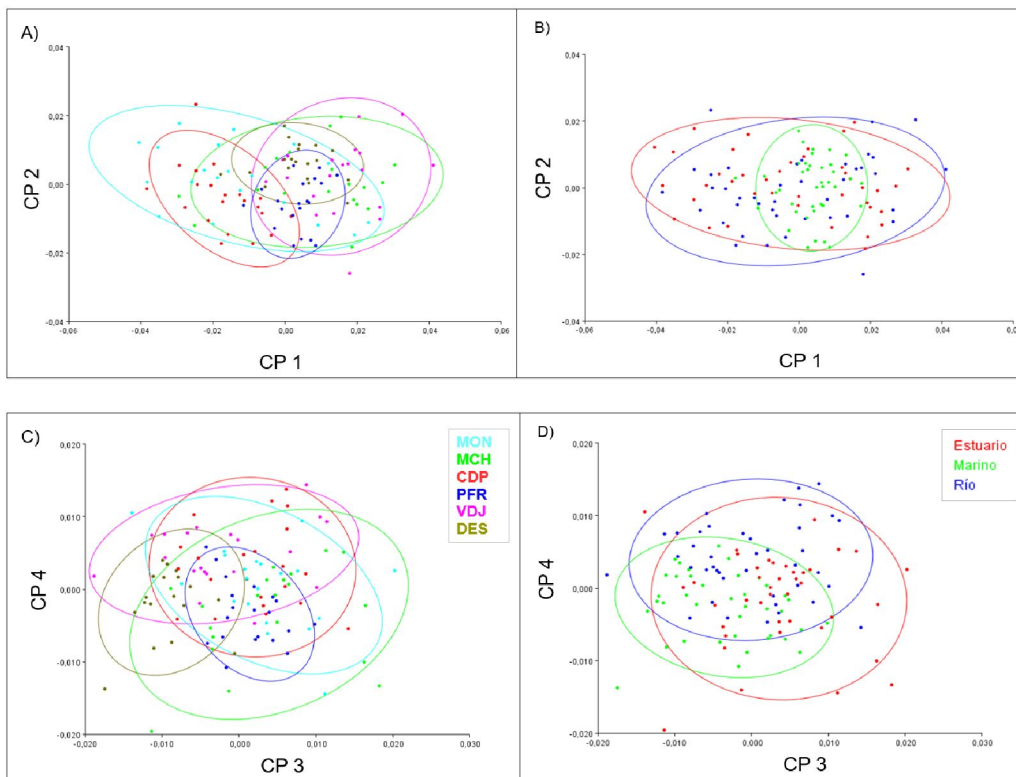 A)
0,04
0,02
0,00
-0,02
-0,04
-0,06
-0,04
-0,02
0,00
0,02
0,04
0,06
CP 2
CP 1
B)
0,04
0,02
0,00
-0,02
-0,04
-0,06
-0,04
-0,02
0,00
0,02
0,04
CP 2
CP 1
C)
0,020
0,010
0,000
-0,010
-0,020
-0,020
-0,010
0,000
0,010
0,020
0,030
CP 4
CP 3
MON
MCH
CDP
PFR
VDJ
DES
D)
0,020
0,010
0,000
-0,010
-0,020
-0,020
-0,010
0,000
0,010
0,020
0,030
CP 4
CP 3
Estuario
Marino
Río